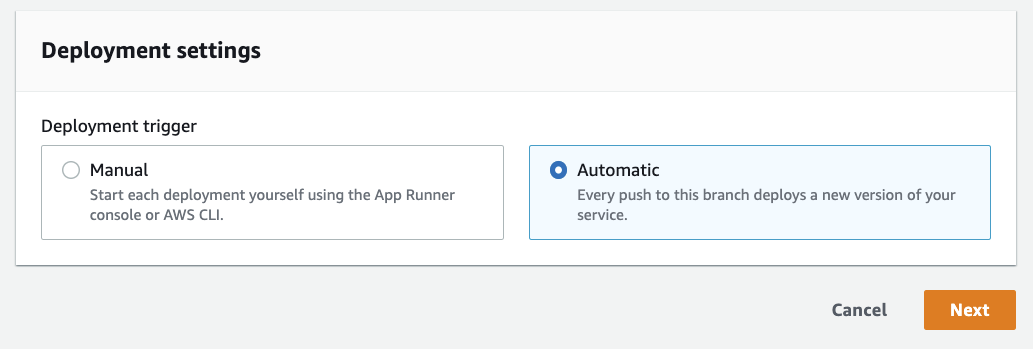 Deployment settings
Deployment trigger
Manual
Start each deployment yourself using the App Runner
console or AWS CLI.
Automatic
Every push to this branch deploys a new version of your
service.
Cancel
Next